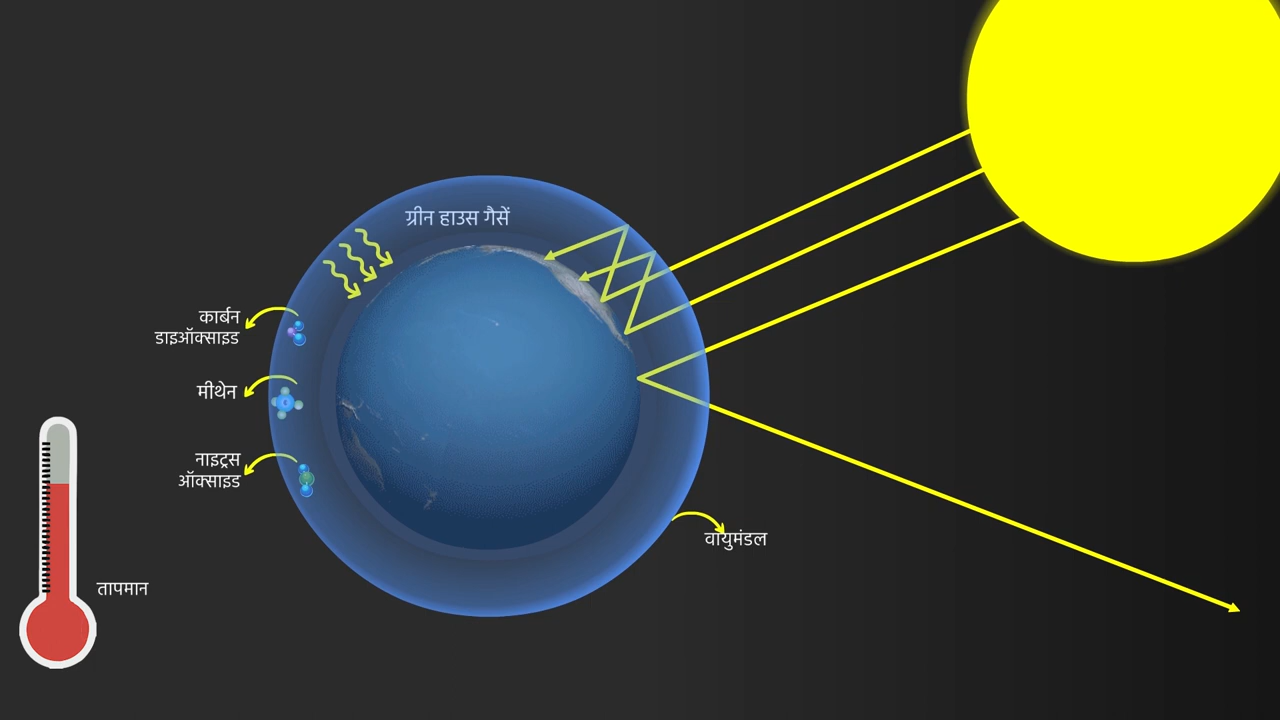 ग्रीन हाउस गैसें
कार्बन
डाइऑक्साइड
मीथेन
नाइट्रस
ऑक्साइड
वायुमंडल
तापमान